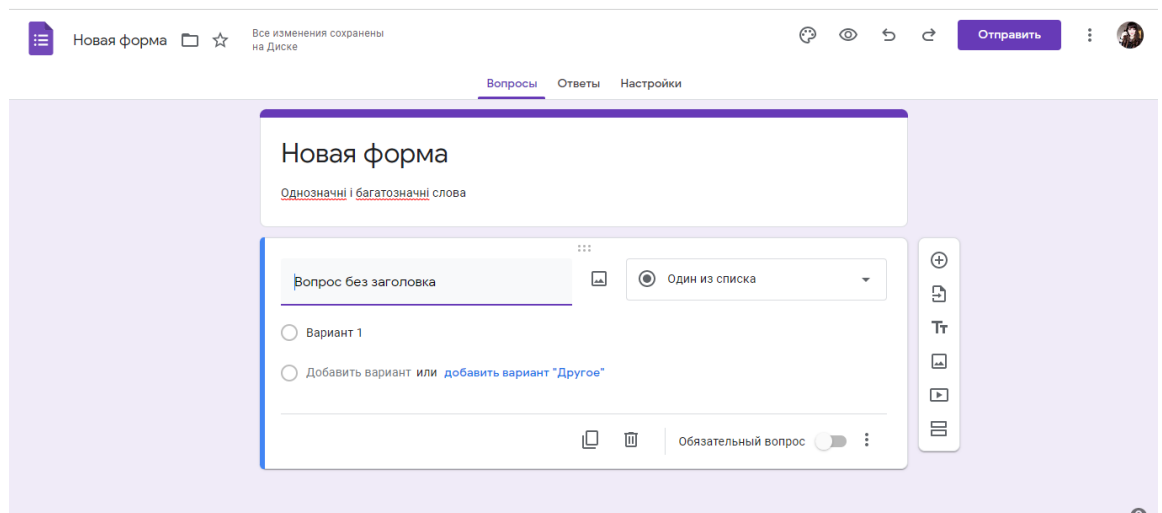 Новая форма
Все изменения сохранены
на Диске
Отправить
Вопросы Ответы Настройки
Новая форма
Однозначні і багатозначні слова
Вопрос без заголовка
Один из списка
Вариант 1
Добавить вариант или добавить вариант "Другое"
Тт
Обязательный вопрос